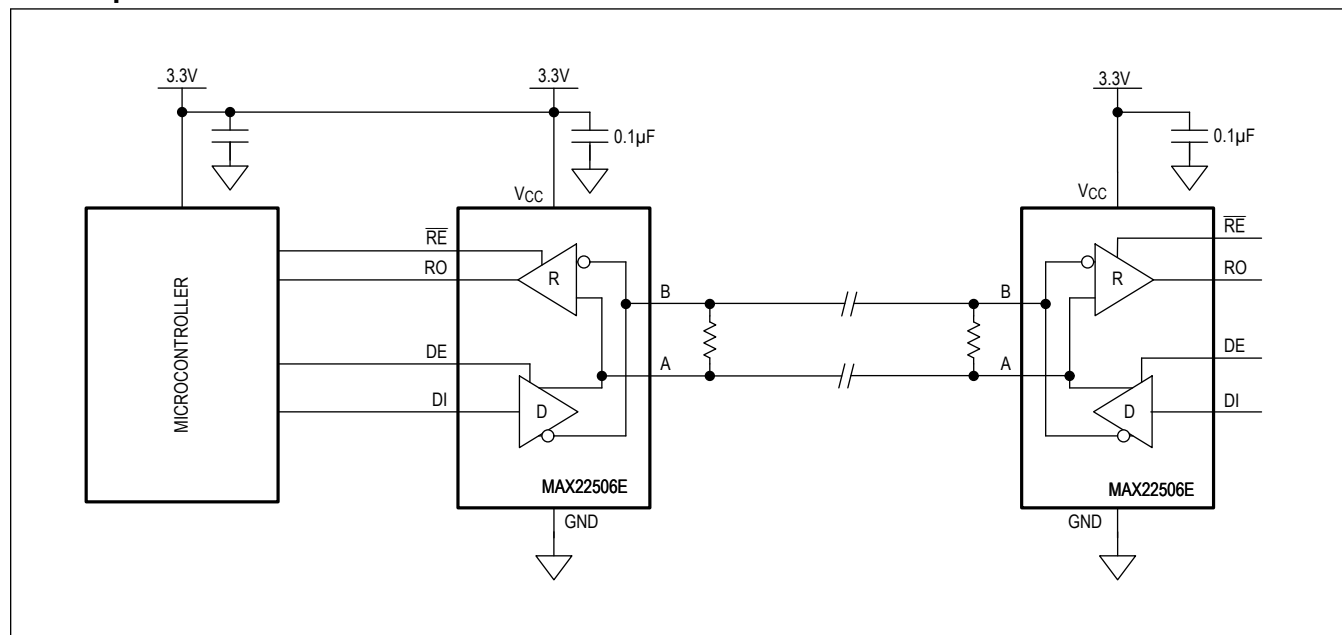 3.3V
3.3V
3.3V
0.1µF
0.1µF
VCC
VCC
MICROCONTROLLER
RE
RO
DE
DI
R
D
B
A
B
A
R
D
RE
RO
DE
DI
MAX22506E
MAX22506E
GND
GND